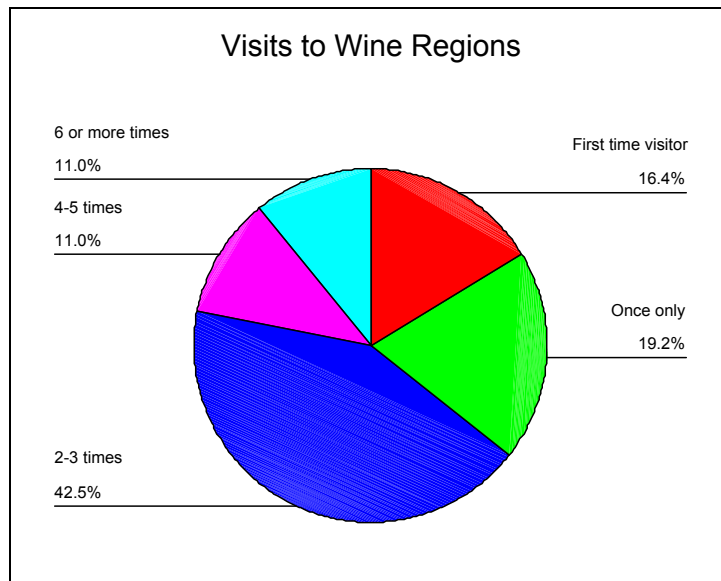 Visits to Wine Regions
6 or more times
11.0%
4-5 times
11.0%
2-3 times
42.5%
First time visitor
16.4%
Once only
19.2%